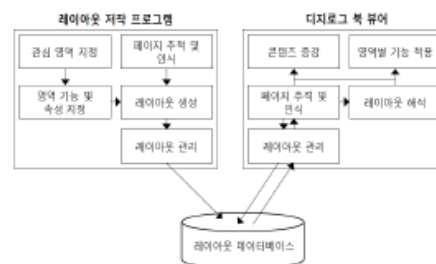 레이아웃 저작 프로그램
디지로그 북 뷰어
관심 영역 지정
페이지 추적 및
인식
영역 기능 및
속성 지정
레이아웃 생성
레이아웃 관리
콘텐츠 증강
영역별 기능 적용
페이지 추적 및
인식
레이아웃 해석
레이아웃 관리
레이아웃 데이터베이스